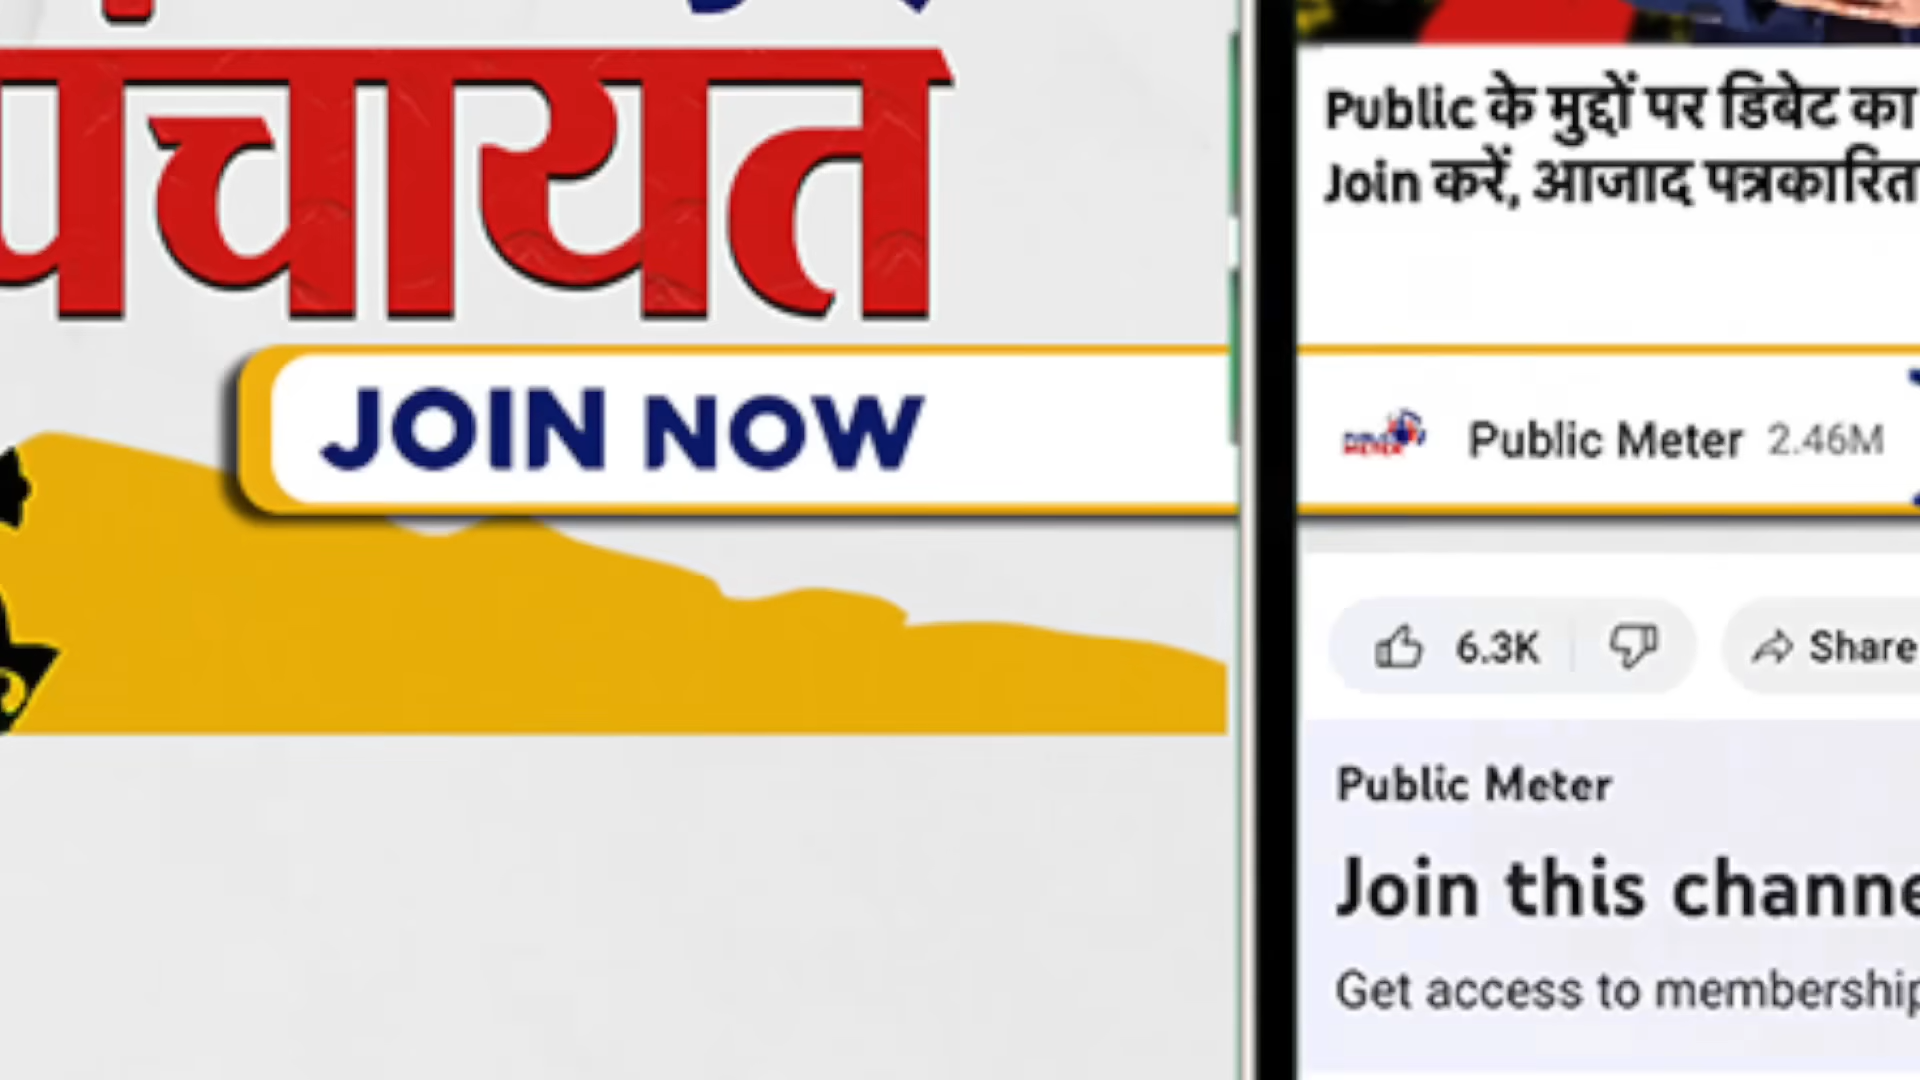 पंचायत
JOIN NOW
Public के मुद्दों पर डिबेट का
Join करें, आजाद पत्रकारित
Public Meter 2.46M
6.3K
Share
Public Meter
Join this channe
Get access to membership